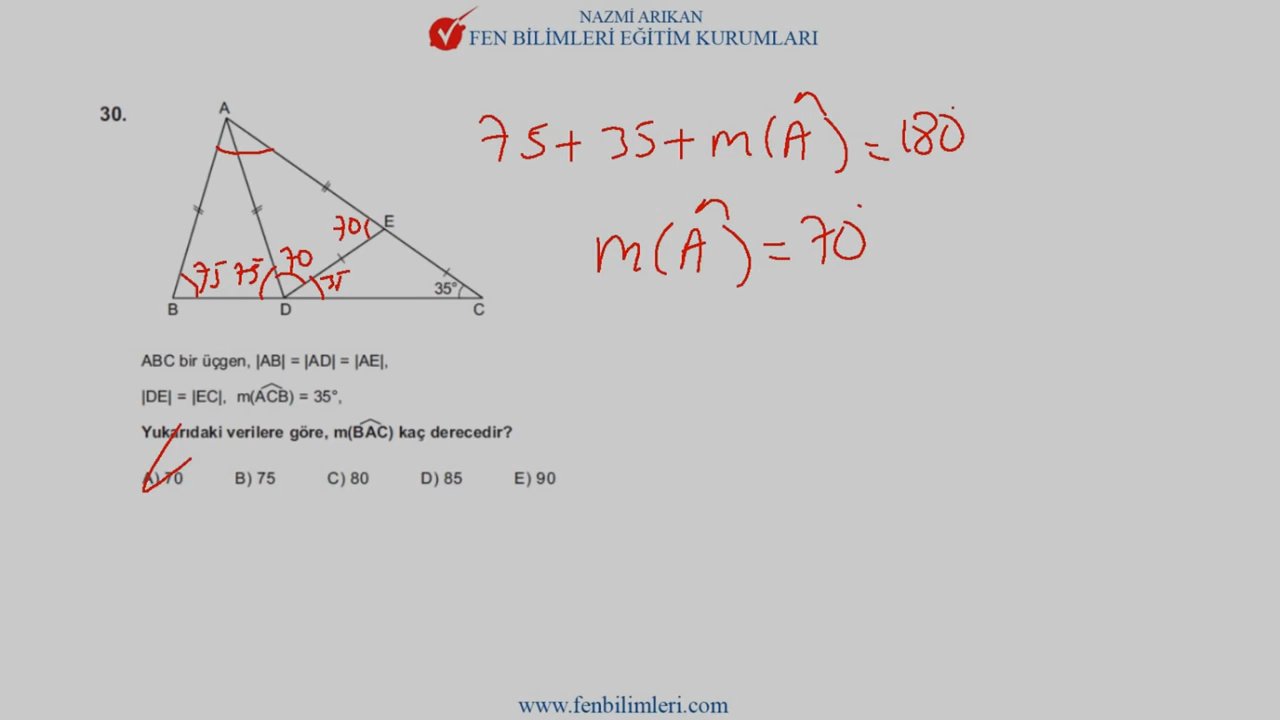 NAZMİ ARIKAN
FEN BİLİMLERİ EĞİTİM KURUMLARI
30.
A
75 + 35 + m(A) = 180°
m(A) = 70°
70
E
75 75 70 35
35°
B D C
ABC bir üçgen, |AB| = |AD| = |AE|,
|DE| = |EC|, m(ACB) = 35°,
Yukarıdaki verilere göre, m(BAC) kaç derecedir?
A) 70 B) 75 C) 80 D) 85 E) 90
www.fenbilimleri.com